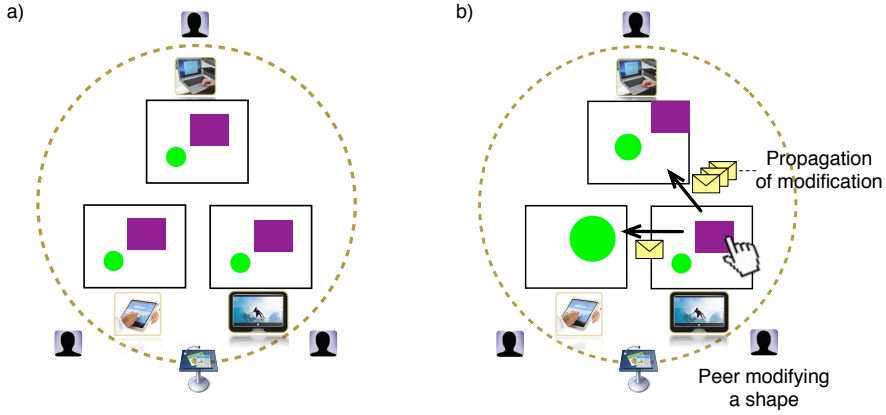 a)
b)
Propagation
of modification
Peer modifying
a shape